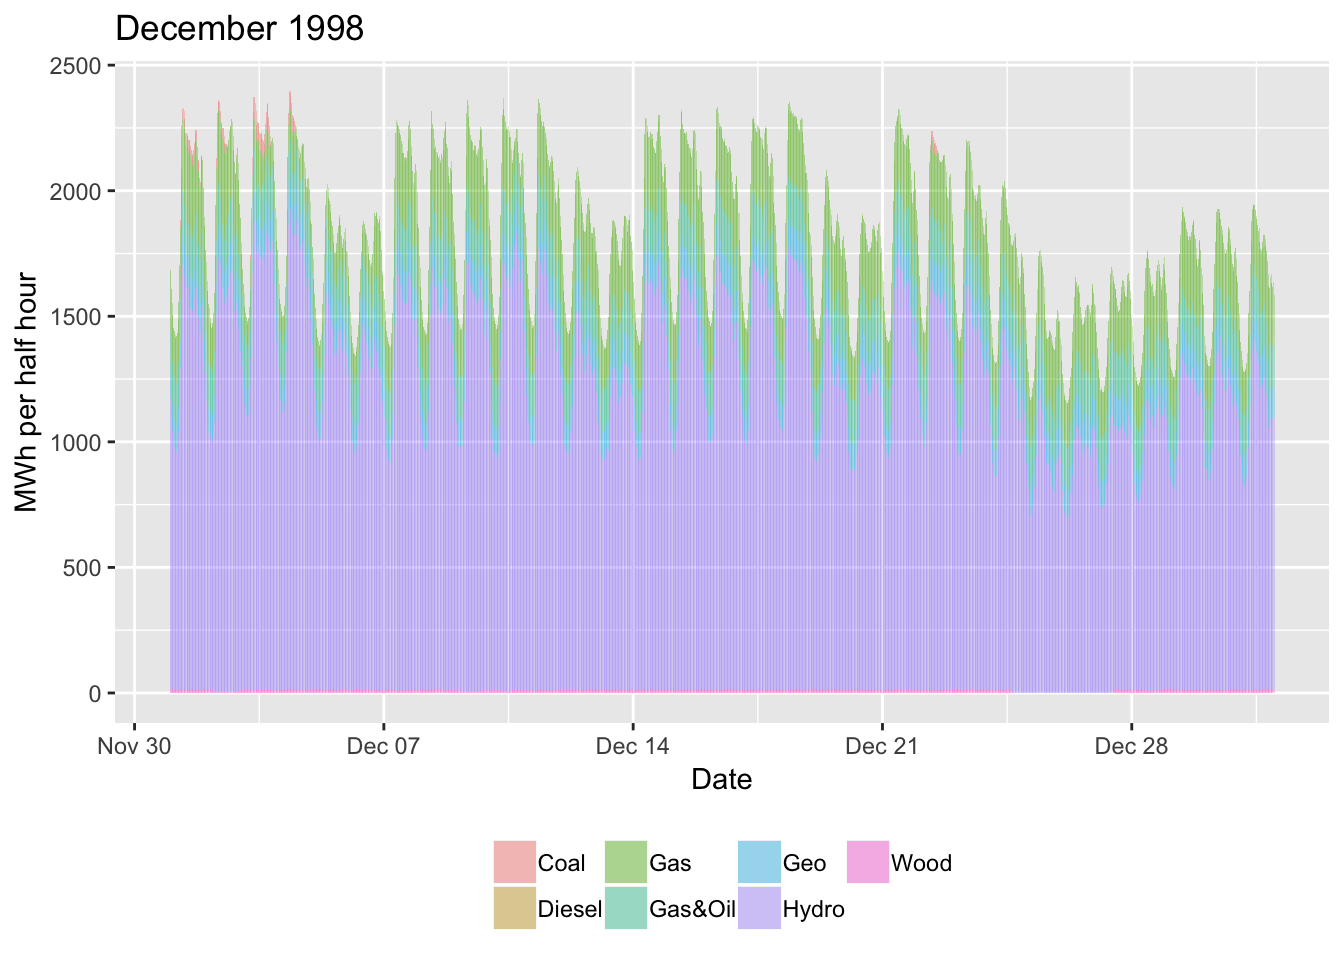 December 1998
2500
2000
1500
1000
500
0
MWh per half hour
Nov 30 Dec 07 Dec 14 Dec 21 Dec 28
Date
Coal Gas Geo Wood
Diesel Gas&Oil Hydro